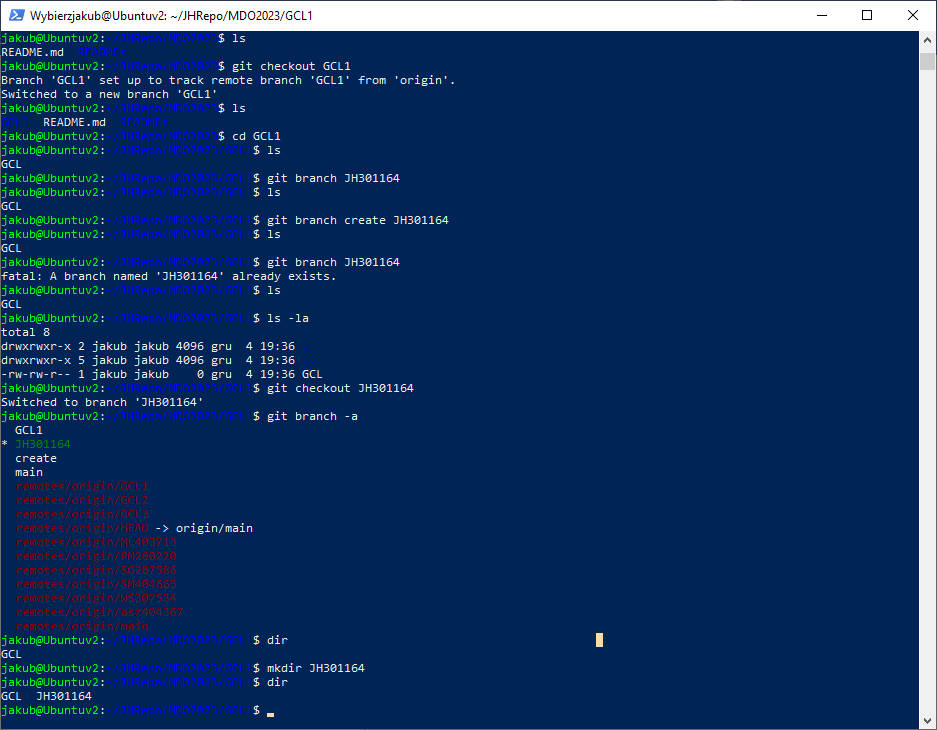 Wybierzjakub@Ubuntuv2: ~/JHRepo/MDO2023/GCL1
jakub@Ubuntuv2:~/JHRepo/MDO2023$ ls
README.md  README~
jakub@Ubuntuv2:~/JHRepo/MDO2023$ git checkout GCL1
Branch 'GCL1' set up to track remote branch 'GCL1' from 'origin'.
Switched to a new branch 'GCL1'
jakub@Ubuntuv2:~/JHRepo/MDO2023$ ls
GCL1  README.md  README~
jakub@Ubuntuv2:~/JHRepo/MDO2023$ cd GCL1
jakub@Ubuntuv2:~/JHRepo/MDO2023/GCL1$ ls
GCL
jakub@Ubuntuv2:~/JHRepo/MDO2023/GCL1$ git branch JH301164
jakub@Ubuntuv2:~/JHRepo/MDO2023/GCL1$ ls
GCL
jakub@Ubuntuv2:~/JHRepo/MDO2023/GCL1$ git branch create JH301164
jakub@Ubuntuv2:~/JHRepo/MDO2023/GCL1$ ls
GCL
jakub@Ubuntuv2:~/JHRepo/MDO2023/GCL1$ git branch JH301164
fatal: A branch named 'JH301164' already exists.
jakub@Ubuntuv2:~/JHRepo/MDO2023/GCL1$ ls
GCL
jakub@Ubuntuv2:~/JHRepo/MDO2023/GCL1$ ls -la
total 8
drwxrwxr-x 2 jakub jakub 4096 gru  4 19:36 .
drwxrwxr-x 5 jakub jakub 4096 gru  4 19:36 ..
-rw-rw-r-- 1 jakub jakub    0 gru  4 19:36 GCL
jakub@Ubuntuv2:~/JHRepo/MDO2023/GCL1$ git checkout JH301164
Switched to branch 'JH301164'
jakub@Ubuntuv2:~/JHRepo/MDO2023/GCL1$ git branch -a
  GCL1
* JH301164
  create
  main
  remotes/origin/GCL1
  remotes/origin/GCL2
  remotes/origin/GCL3
  remotes/origin/HEAD -> origin/main
  remotes/origin/ML403713
  remotes/origin/PM260220
  remotes/origin/SG287586
  remotes/origin/SM404665
  remotes/origin/WS307534
  remotes/origin/asz404367
  remotes/origin/main
jakub@Ubuntuv2:~/JHRepo/MDO2023/GCL1$ dir
GCL
jakub@Ubuntuv2:~/JHRepo/MDO2023/GCL1$ mkdir JH301164
jakub@Ubuntuv2:~/JHRepo/MDO2023/GCL1$ dir
GCL  JH301164
jakub@Ubuntuv2:~/JHRepo/MDO2023/GCL1$